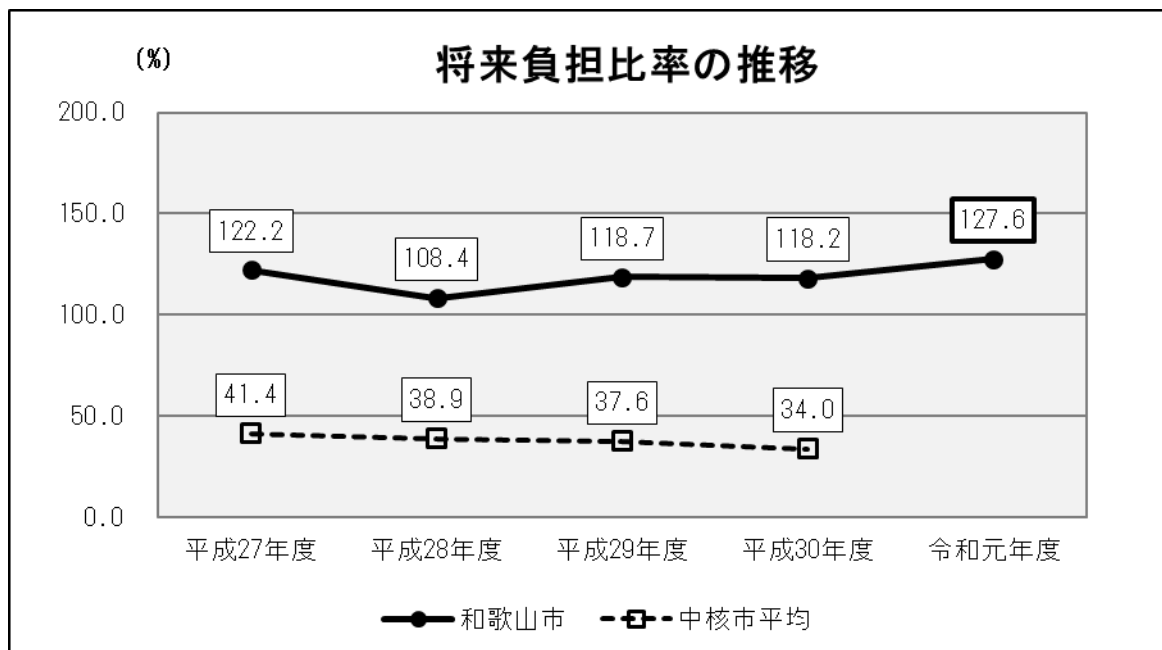 (%)
将来負担比率の推移
200.0
150.0
100.0
50.0
0.0
122.2
108.4
118.7
118.2
127.6
41.4
38.9
37.6
34.0
平成27年度
平成28年度
平成29年度
平成30年度
令和元年度
和歌山市
中核市平均